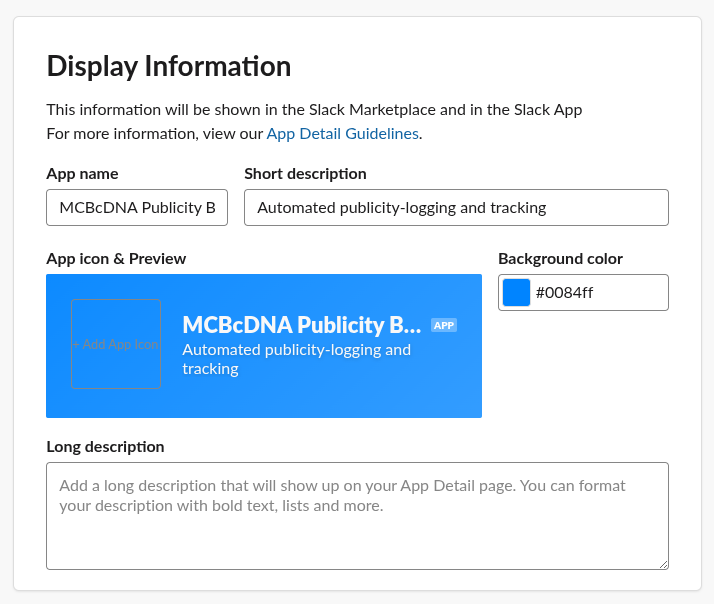 Display Information
This information will be shown in the Slack Marketplace and in the Slack App
For more information, view our App Detail Guidelines.
App name
Short description
MCBcDNA Publicity B
Automated publicity-logging and tracking
App icon & Preview
Background color
+ Add App Icon
MCBcDNA Publicity B... APP
Automated publicity-logging and
tracking
#0084ff
Long description
Add a long description that will show up on your App Detail page. You can format
your description with bold text, lists and more.